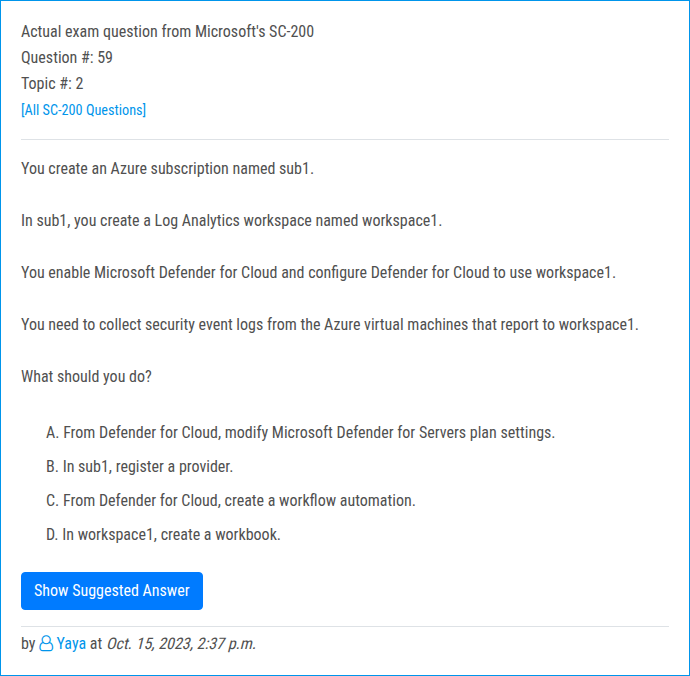 Actual exam question from Microsoft's SC-200
Question #: 59
Topic #: 2
[All SC-200 Questions]
You create an Azure subscription named sub1.
In sub1, you create a Log Analytics workspace named workspace1.
You enable Microsoft Defender for Cloud and configure Defender for Cloud to use workspace1.
You need to collect security event logs from the Azure virtual machines that report to workspace1.
What should you do?
A. From Defender for Cloud, modify Microsoft Defender for Servers plan settings.
B. In sub1, register a provider.
C. From Defender for Cloud, create a workflow automation.
D. In workspace1, create a workbook.
Show Suggested Answer
by Yaya at Oct. 15, 2023, 2:37 p.m.